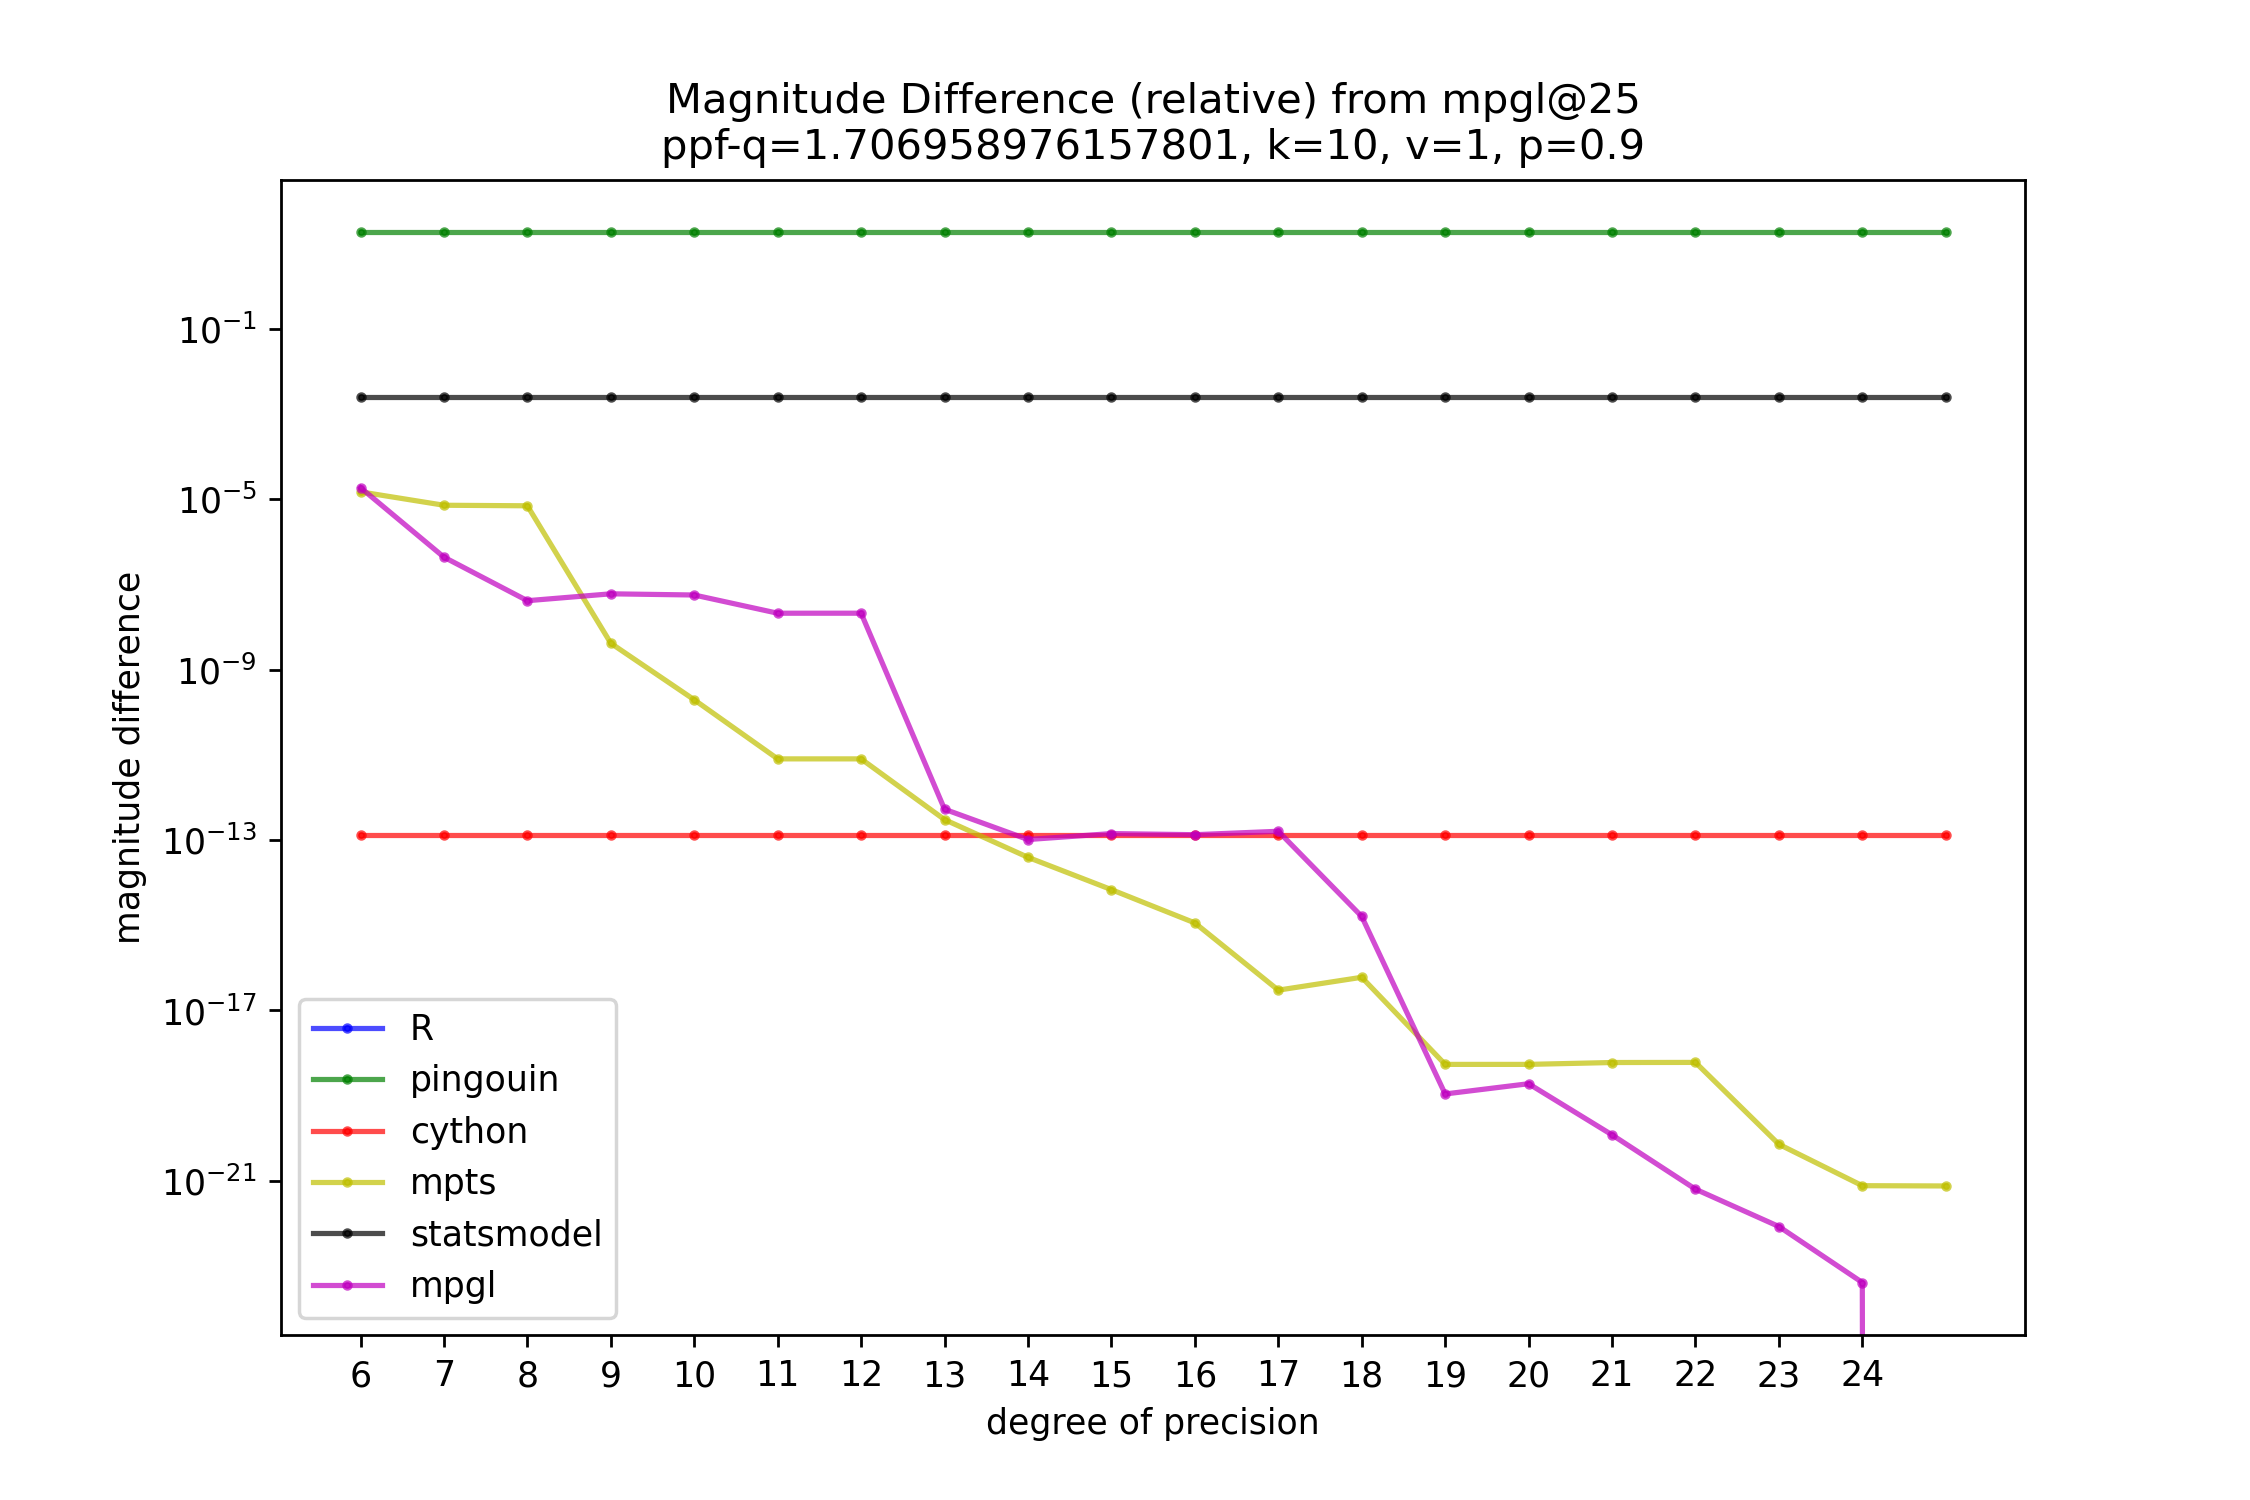 Magnitude Difference (relative) from mpgl@25
ppf-q=1.706958976157801, k=10, v=1, p=0.9
magnitude difference
10⁻¹
10⁻⁵
10⁻⁹
10⁻¹³
10⁻¹⁷
10⁻²¹
R
pingouin
cython
mpts
statsmodel
mpgl
6 7 8 9 10 11 12 13 14 15 16 17 18 19 20 21 22 23 24
degree of precision